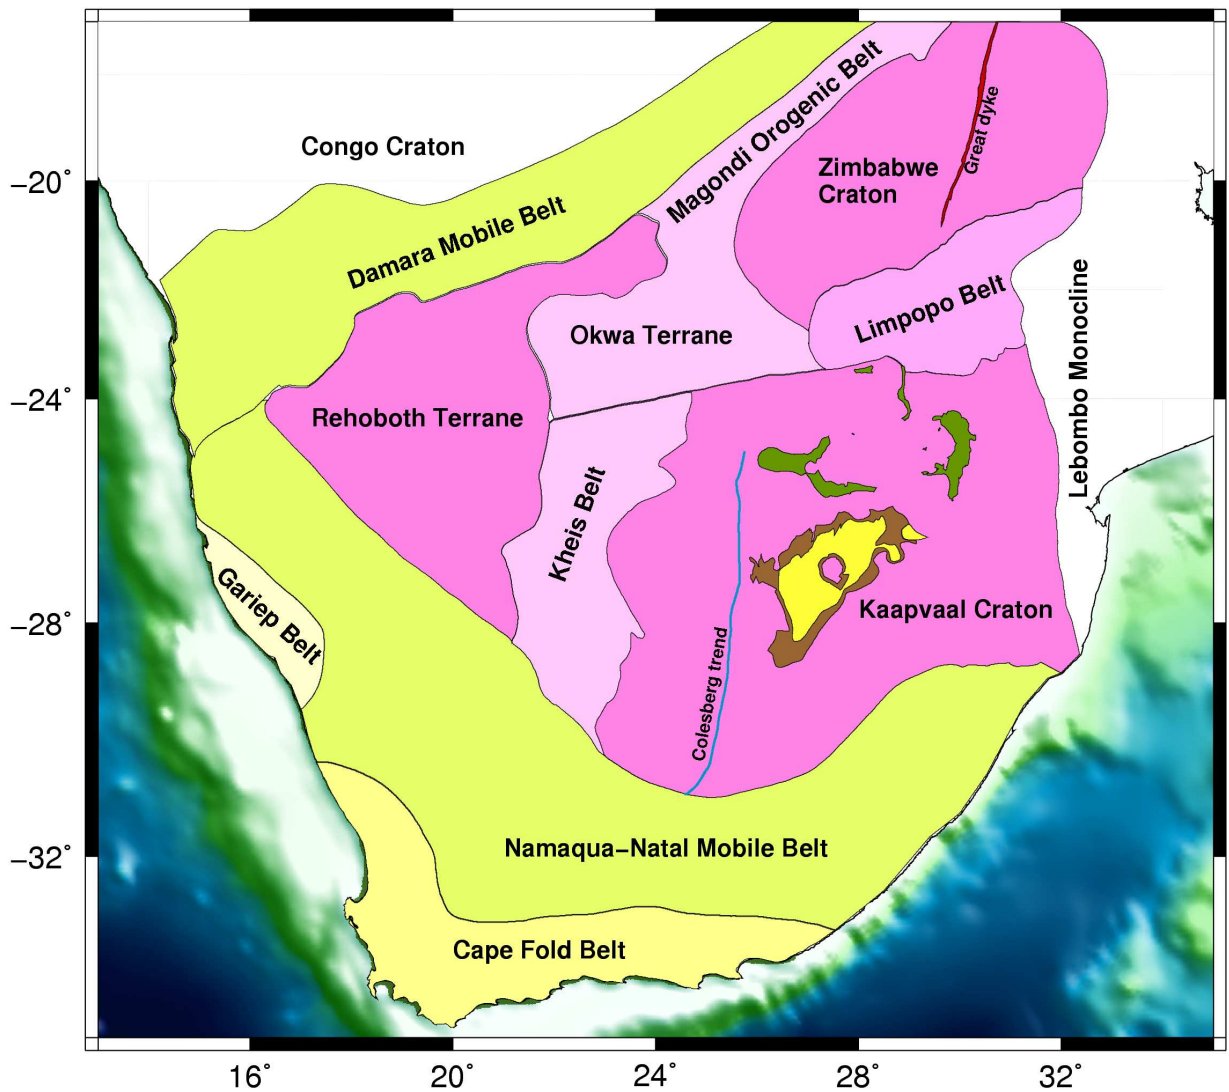 Congo Craton
Damara Mobile Belt
Magondi Orogenic Belt
Zimbabwe
Craton
Great dyke
Okwa Terrane
Limpopo Belt
Lebombo Monocline
Rehoboth Terrane
Kheis Belt
Gariep Belt
Colesberg trend
Kaapvaal Craton
Namaqua–Natal Mobile Belt
Cape Fold Belt
–20˚
–24˚
–28˚
–32˚
16˚
20˚
24˚
28˚
32˚